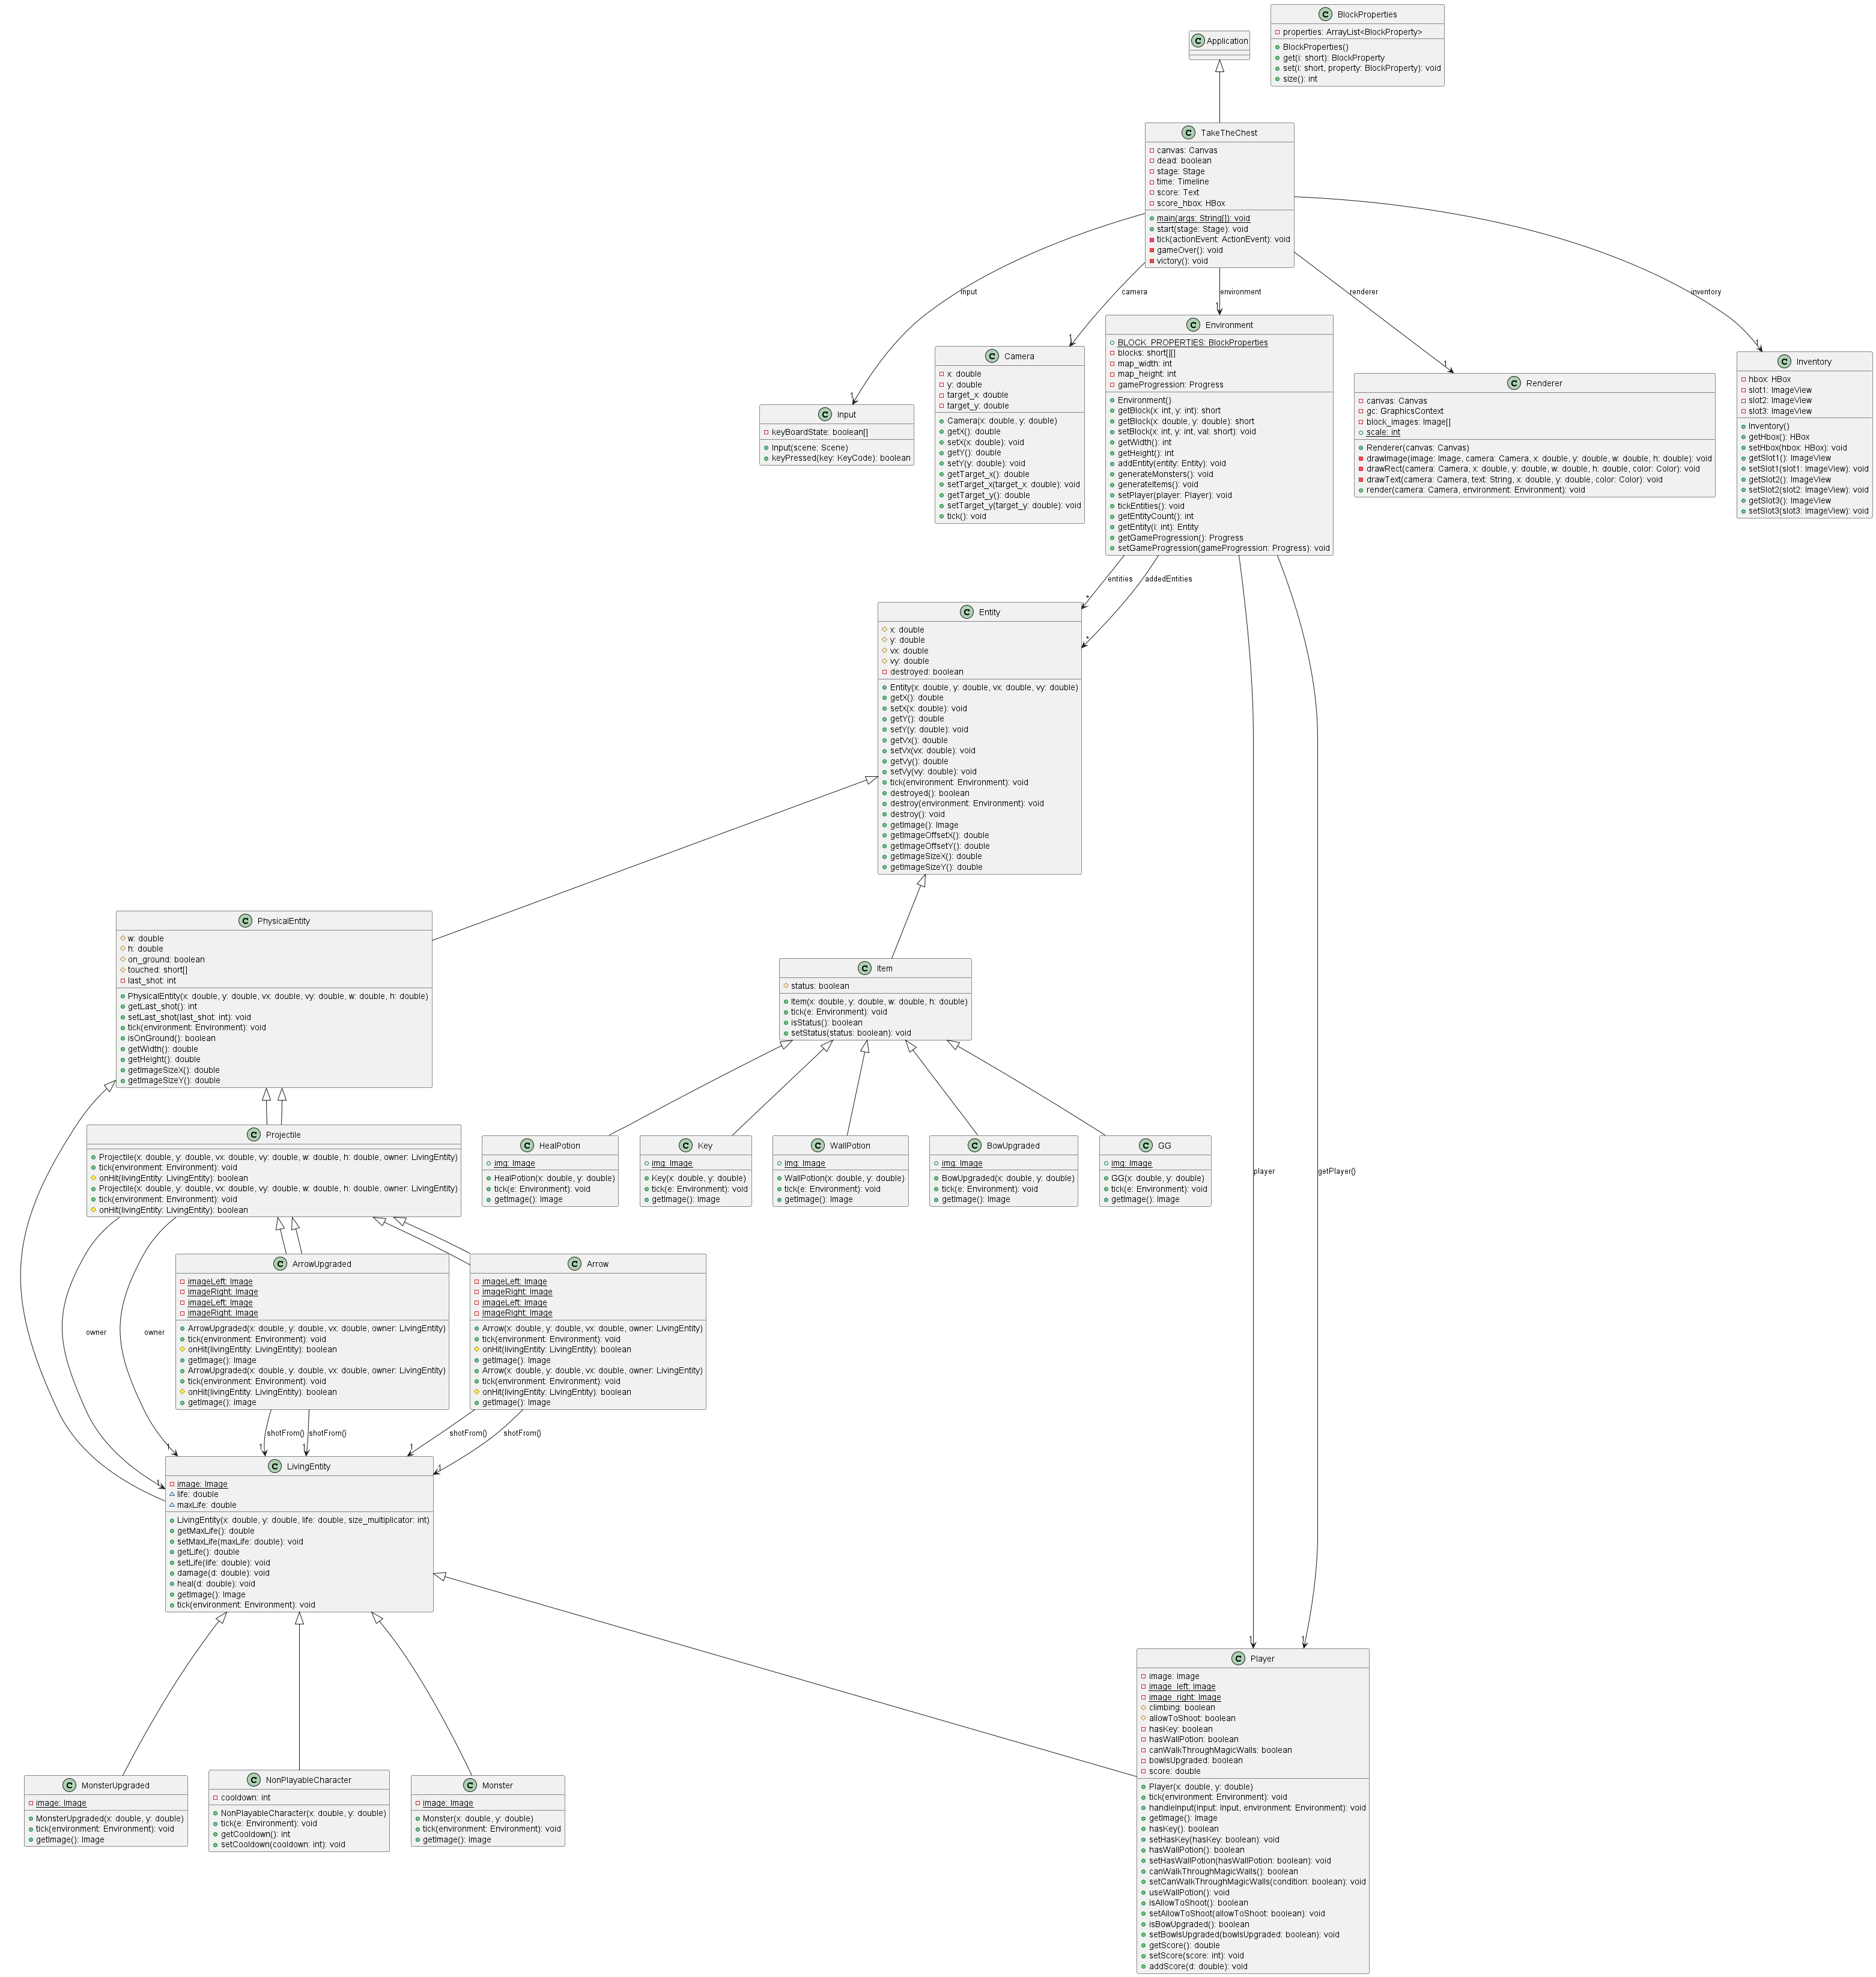 BlockProperties
properties: ArrayList<BlockProperty>
BlockProperties()
get(i: short): BlockProperty
set(i: short, property: BlockProperty): void
size(): int
Application
TakeTheChest
canvas: Canvas
dead: boolean
stage: Stage
time: Timeline
score: Text
score_hbox: HBox
main(args: String[]): void
start(stage: Stage): void
tick(actionEvent: ActionEvent): void
gameOver(): void
victory(): void
input
1
camera
1
environment
1
renderer
1
inventory
1
Input
keyBoardState: boolean[]
Input(scene: Scene)
keyPressed(key: KeyCode): boolean
Camera
x: double
y: double
target_x: double
target_y: double
Camera(x: double, y: double)
getX(): double
setX(x: double): void
getY(): double
setY(y: double): void
getTarget_x(): double
setTarget_x(target_x: double): void
getTarget_y(): double
setTarget_y(target_y: double): void
tick(): void
Environment
BLOCK_PROPERTIES: BlockProperties
blocks: short[][]
map_width: int
map_height: int
gameProgression: Progress
Environment()
getBlock(x: int, y: int): short
getBlock(x: double, y: double): short
setBlock(x: int, y: int, val: short): void
getWidth(): int
getHeight(): int
addEntity(entity: Entity): void
generateMonsters(): void
generateItems(): void
setPlayer(player: Player): void
tickEntities(): void
getEntityCount(): int
getEntity(i: int): Entity
getGameProgression(): Progress
setGameProgression(gameProgression: Progress): void
Renderer
canvas: Canvas
gc: GraphicsContext
block_images: Image[]
scale: int
Renderer(canvas: Canvas)
drawImage(image: Image, camera: Camera, x: double, y: double, w: double, h: double): void
drawRect(camera: Camera, x: double, y: double, w: double, h: double, color: Color): void
drawText(camera: Camera, text: String, x: double, y: double, color: Color): void
render(camera: Camera, environment: Environment): void
Inventory
hbox: HBox
slot1: ImageView
slot2: ImageView
slot3: ImageView
Inventory()
getHbox(): HBox
setHbox(hbox: HBox): void
getSlot1(): ImageView
setSlot1(slot1: ImageView): void
getSlot2(): ImageView
setSlot2(slot2: ImageView): void
getSlot3(): ImageView
setSlot3(slot3: ImageView): void
entities
*
addedEntities
*
Entity
x: double
y: double
vx: double
vy: double
destroyed: boolean
Entity(x: double, y: double, vx: double, vy: double)
getX(): double
setX(x: double): void
getY(): double
setY(y: double): void
getVx(): double
setVx(vx: double): void
getVy(): double
setVy(vy: double): void
tick(environment: Environment): void
destroyed(): boolean
destroy(environment: Environment): void
destroy(): void
getImage(): Image
getImageOffsetX(): double
getImageOffsetY(): double
getImageSizeX(): double
getImageSizeY(): double
PhysicalEntity
w: double
h: double
on_ground: boolean
touched: short[]
last_shot: int
PhysicalEntity(x: double, y: double, vx: double, vy: double, w: double, h: double)
getLast_shot(): int
setLast_shot(last_shot: int): void
tick(environment: Environment): void
isOnGround(): boolean
getWidth(): double
getHeight(): double
getImageSizeX(): double
getImageSizeY(): double
Item
status: boolean
Item(x: double, y: double, w: double, h: double)
tick(e: Environment): void
isStatus(): boolean
setStatus(status: boolean): void
Projectile
Projectile(x: double, y: double, vx: double, vy: double, w: double, h: double, owner: LivingEntity)
tick(environment: Environment): void
onHit(livingEntity: LivingEntity): boolean
Projectile(x: double, y: double, vx: double, vy: double, w: double, h: double, owner: LivingEntity)
tick(environment: Environment): void
onHit(livingEntity: LivingEntity): boolean
HealPotion
img: Image
HealPotion(x: double, y: double)
tick(e: Environment): void
getImage(): Image
Key
img: Image
Key(x: double, y: double)
tick(e: Environment): void
getImage(): Image
WallPotion
img: Image
WallPotion(x: double, y: double)
tick(e: Environment): void
getImage(): Image
BowUpgraded
img: Image
BowUpgraded(x: double, y: double)
tick(e: Environment): void
getImage(): Image
GG
img: Image
GG(x: double, y: double)
tick(e: Environment): void
getImage(): Image
player
1
getPlayer()
1
owner
1
owner
1
ArrowUpgraded
imageLeft: Image
imageRight: Image
imageLeft: Image
imageRight: Image
ArrowUpgraded(x: double, y: double, vx: double, owner: LivingEntity)
tick(environment: Environment): void
onHit(livingEntity: LivingEntity): boolean
getImage(): Image
ArrowUpgraded(x: double, y: double, vx: double, owner: LivingEntity)
tick(environment: Environment): void
onHit(livingEntity: LivingEntity): boolean
getImage(): Image
Arrow
imageLeft: Image
imageRight: Image
imageLeft: Image
imageRight: Image
Arrow(x: double, y: double, vx: double, owner: LivingEntity)
tick(environment: Environment): void
onHit(livingEntity: LivingEntity): boolean
getImage(): Image
Arrow(x: double, y: double, vx: double, owner: LivingEntity)
tick(environment: Environment): void
onHit(livingEntity: LivingEntity): boolean
getImage(): Image
shotFrom()
1
shotFrom()
1
shotFrom()
1
shotFrom()
1
LivingEntity
image: Image
life: double
maxLife: double
LivingEntity(x: double, y: double, life: double, size_multiplicator: int)
getMaxLife(): double
setMaxLife(maxLife: double): void
getLife(): double
setLife(life: double): void
damage(d: double): void
heal(d: double): void
getImage(): Image
tick(environment: Environment): void
MonsterUpgraded
image: Image
MonsterUpgraded(x: double, y: double)
tick(environment: Environment): void
getImage(): Image
NonPlayableCharacter
cooldown: int
NonPlayableCharacter(x: double, y: double)
tick(e: Environment): void
getCooldown(): int
setCooldown(cooldown: int): void
Monster
image: Image
Monster(x: double, y: double)
tick(environment: Environment): void
getImage(): Image
Player
image: Image
image_left: Image
image_right: Image
climbing: boolean
allowToShoot: boolean
hasKey: boolean
hasWallPotion: boolean
canWalkThroughMagicWalls: boolean
bowIsUpgraded: boolean
score: double
Player(x: double, y: double)
tick(environment: Environment): void
handleInput(input: Input, environment: Environment): void
getImage(): Image
hasKey(): boolean
setHasKey(hasKey: boolean): void
hasWallPotion(): boolean
setHasWallPotion(hasWallPotion: boolean): void
canWalkThroughMagicWalls(): boolean
setCanWalkThroughMagicWalls(condition: boolean): void
useWallPotion(): void
isAllowToShoot(): boolean
setAllowToShoot(allowToShoot: boolean): void
isBowUpgraded(): boolean
setBowIsUpgraded(bowIsUpgraded: boolean): void
getScore(): double
setScore(score: int): void
addScore(d: double): void